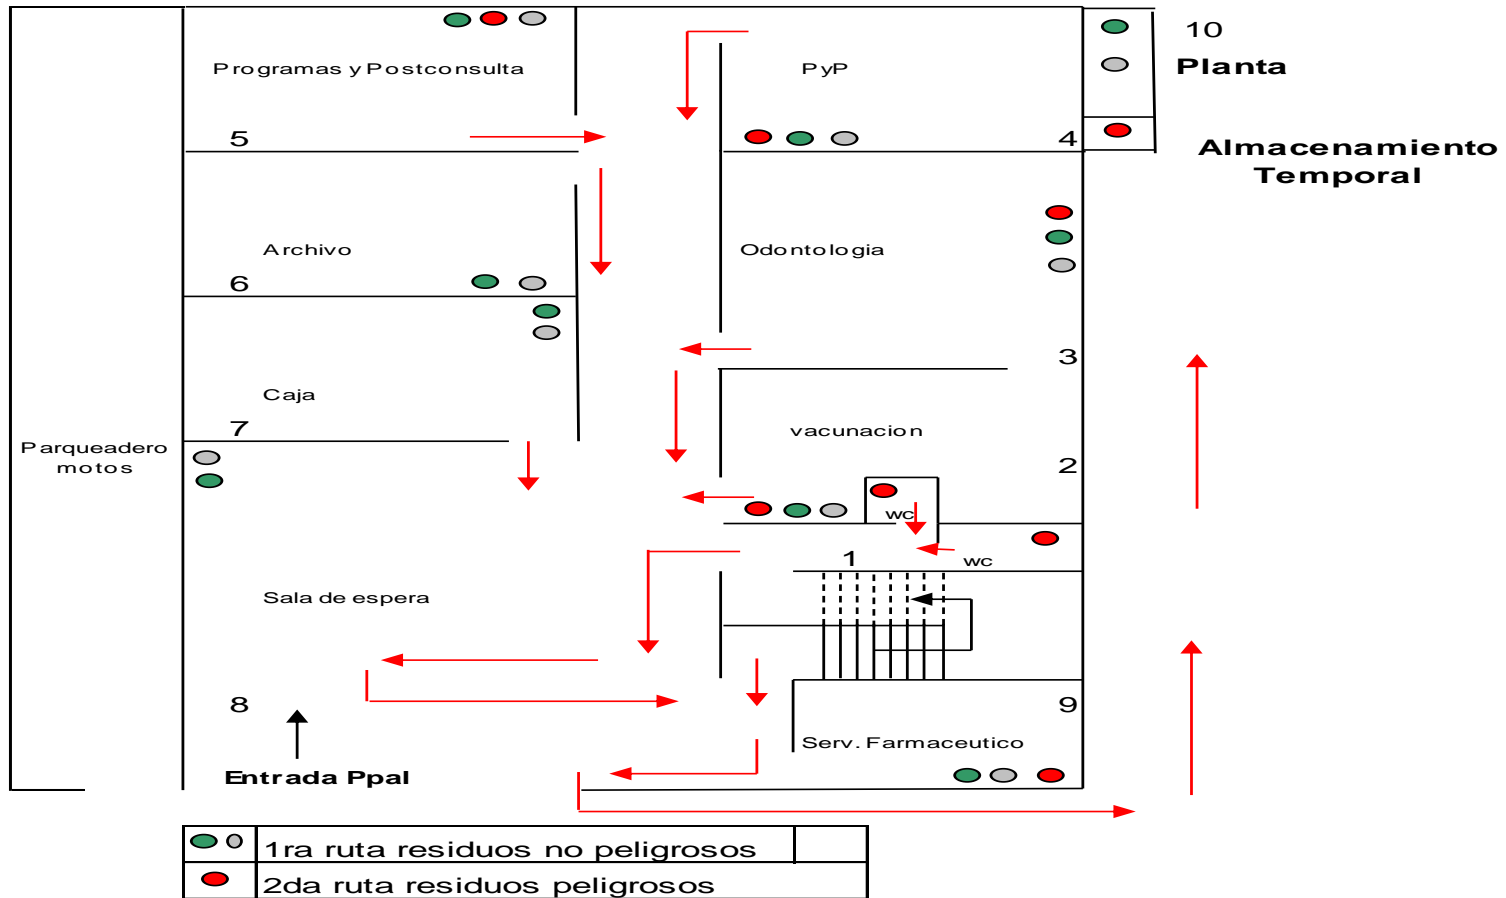 10
Programas y Postconsulta
PyP
Planta
5
4
Almacenamiento
Temporal
Archivo
Odontologia
6
3
Caja
7
vacunacion
Parqueadero
motos
2
wc
1
wc
Sala de espera
8
9
Serv. Farmaceutico
Entrada Ppal
1ra ruta residuos no peligrosos
2da ruta residuos peligrosos